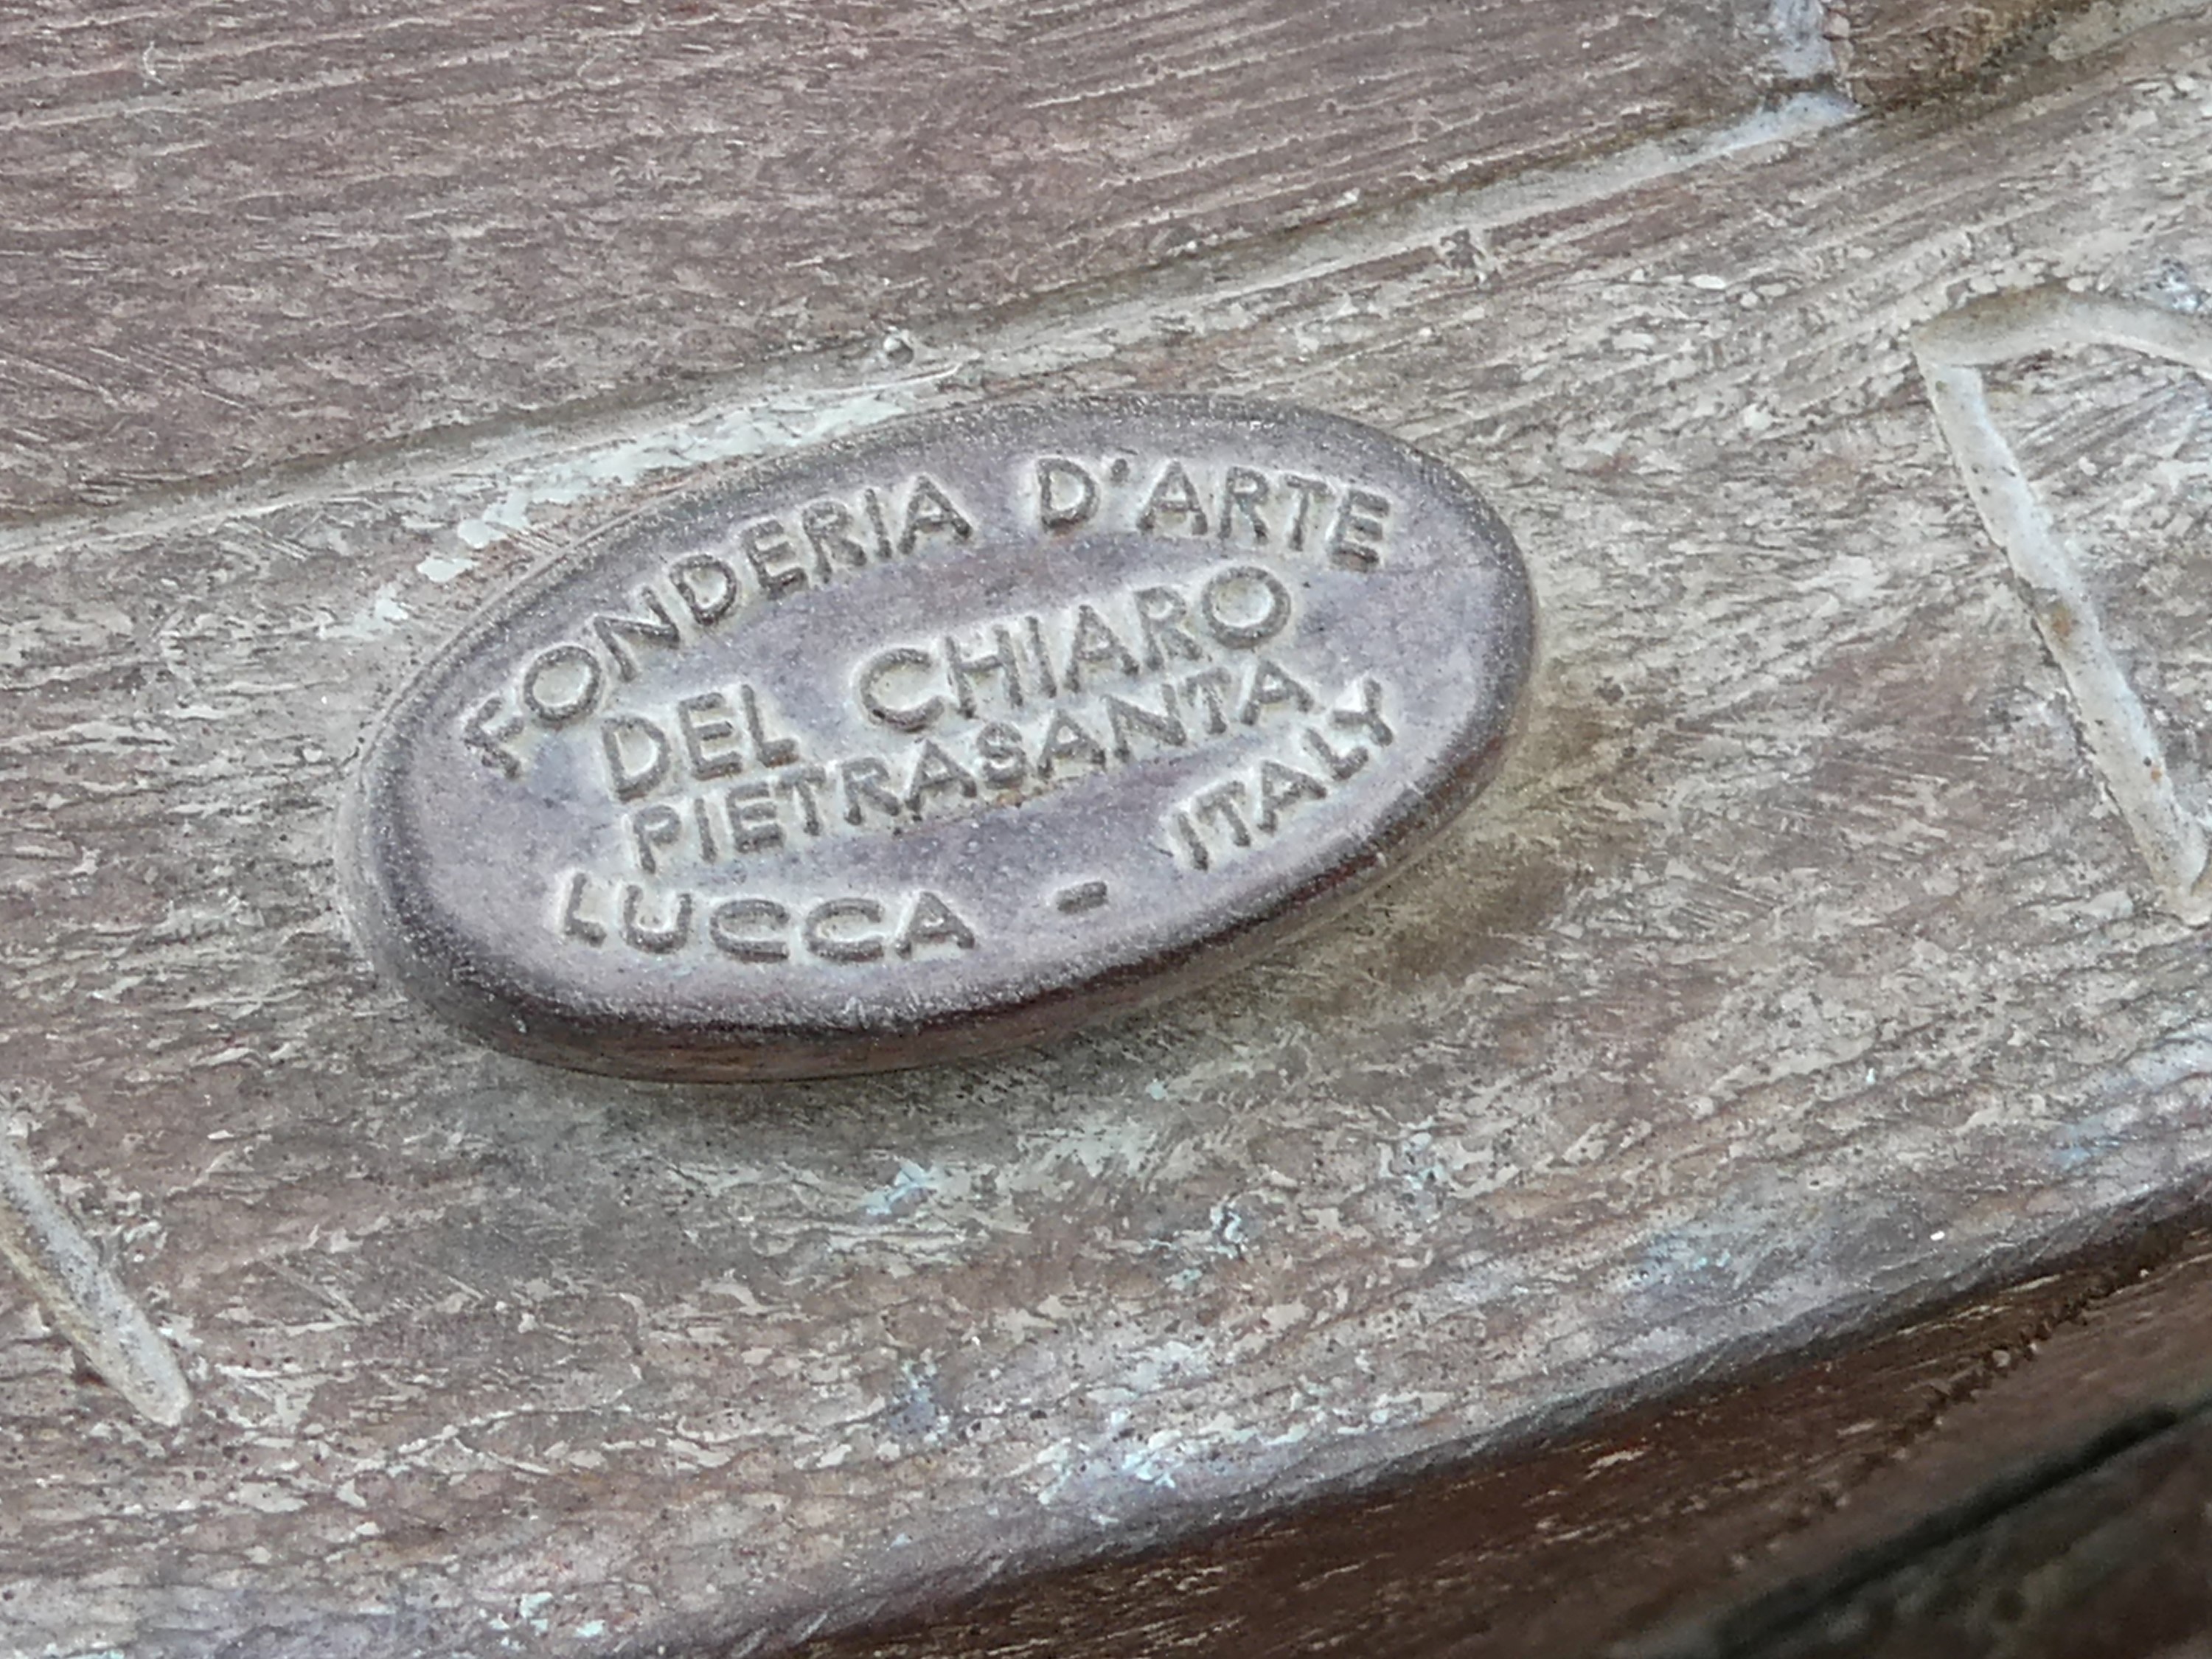 FONDERIA D'ARTE
DEL CHIARO
PIETRASANTA
LUCCA - ITALY